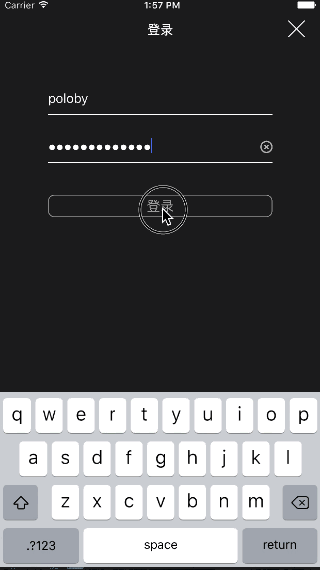 Carrier 1:57 PM
登录
poloby
●●●●●●●●●●●●●
登录
q w e r t y u i o p
a s d f g h j k l
z x c v b n m
.?123 space return